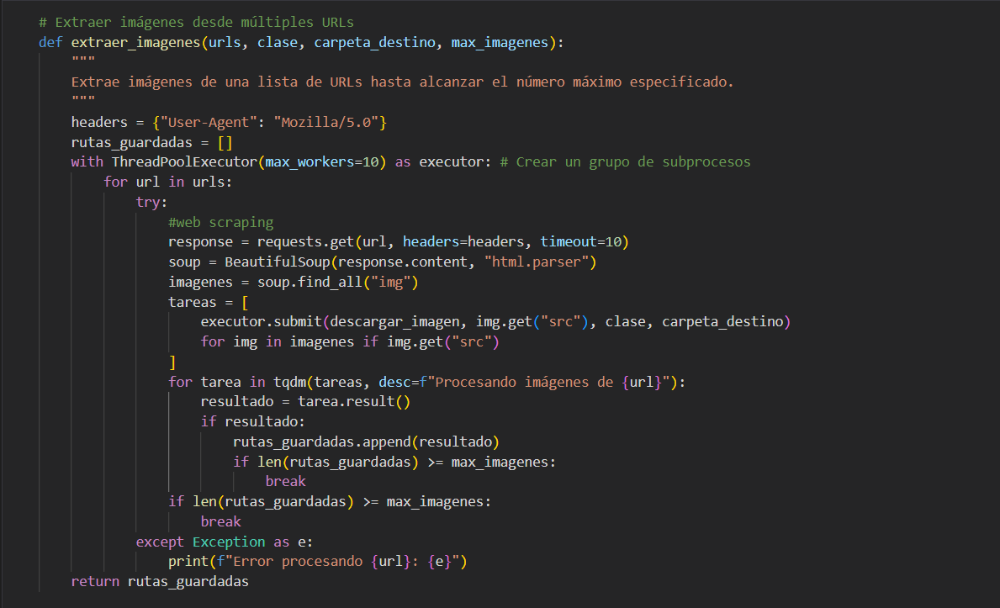 # Extraer imágenes desde múltiples URLs
def extraer_imagenes(urls, clase, carpeta_destino, max_imagenes):
    """
    Extrae imágenes de una lista de URLs hasta alcanzar el número máximo especificado.
    """
    headers = {"User-Agent": "Mozilla/5.0"}
    rutas_guardadas = []
    with ThreadPoolExecutor(max_workers=10) as executor: # Crear un grupo de subprocesos
        for url in urls:
            try:
                #web scraping
                response = requests.get(url, headers=headers, timeout=10)
                soup = BeautifulSoup(response.content, "html.parser")
                imagenes = soup.find_all("img")
                tareas = [
                    executor.submit(descargar_imagen, img.get("src"), clase, carpeta_destino)
                    for img in imagenes if img.get("src")
                ]
                for tarea in tqdm(tareas, desc=f"Procesando imágenes de {url}"):
                    resultado = tarea.result()
                    if resultado:
                        rutas_guardadas.append(resultado)
                        if len(rutas_guardadas) >= max_imagenes:
                            break
                if len(rutas_guardadas) >= max_imagenes:
                    break
            except Exception as e:
                print(f"Error procesando {url}: {e}")
    return rutas_guardadas